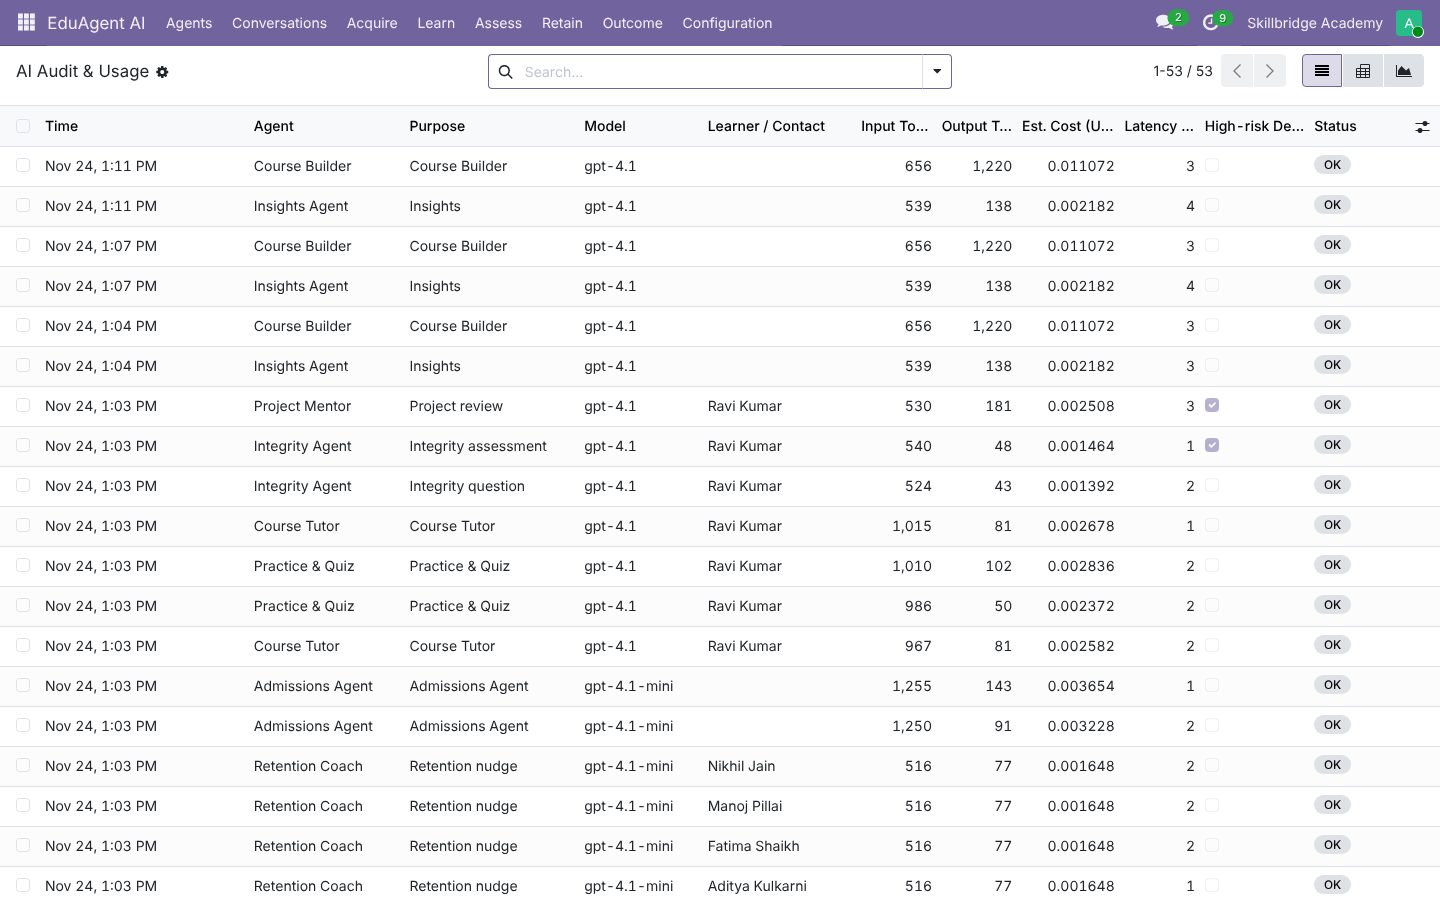 EduAgent AI Agents Conversations Acquire Learn Assess Retain Outcome Configuration 2 9 Skillbridge Academy A
AI Audit & Usage Search... 1-53 / 53
Time Agent Purpose Model Learner / Contact Input To... Output T... Est. Cost (U... Latency ... High-risk De... Status
Nov 24, 1:11 PM Course Builder Course Builder gpt-4.1 656 1,220 0.011072 3 OK
Nov 24, 1:11 PM Insights Agent Insights gpt-4.1 539 138 0.002182 4 OK
Nov 24, 1:07 PM Course Builder Course Builder gpt-4.1 656 1,220 0.011072 3 OK
Nov 24, 1:07 PM Insights Agent Insights gpt-4.1 539 138 0.002182 4 OK
Nov 24, 1:04 PM Course Builder Course Builder gpt-4.1 656 1,220 0.011072 3 OK
Nov 24, 1:04 PM Insights Agent Insights gpt-4.1 539 138 0.002182 3 OK
Nov 24, 1:03 PM Project Mentor Project review gpt-4.1 Ravi Kumar 530 181 0.002508 3 OK
Nov 24, 1:03 PM Integrity Agent Integrity assessment gpt-4.1 Ravi Kumar 540 48 0.001464 1 OK
Nov 24, 1:03 PM Integrity Agent Integrity question gpt-4.1 Ravi Kumar 524 43 0.001392 2 OK
Nov 24, 1:03 PM Course Tutor Course Tutor gpt-4.1 Ravi Kumar 1,015 81 0.002678 1 OK
Nov 24, 1:03 PM Practice & Quiz Practice & Quiz gpt-4.1 Ravi Kumar 1,010 102 0.002836 2 OK
Nov 24, 1:03 PM Practice & Quiz Practice & Quiz gpt-4.1 Ravi Kumar 986 50 0.002372 2 OK
Nov 24, 1:03 PM Course Tutor Course Tutor gpt-4.1 Ravi Kumar 967 81 0.002582 2 OK
Nov 24, 1:03 PM Admissions Agent Admissions Agent gpt-4.1-mini 1,255 143 0.003654 1 OK
Nov 24, 1:03 PM Admissions Agent Admissions Agent gpt-4.1-mini 1,250 91 0.003228 2 OK
Nov 24, 1:03 PM Retention Coach Retention nudge gpt-4.1-mini Nikhil Jain 516 77 0.001648 2 OK
Nov 24, 1:03 PM Retention Coach Retention nudge gpt-4.1-mini Manoj Pillai 516 77 0.001648 2 OK
Nov 24, 1:03 PM Retention Coach Retention nudge gpt-4.1-mini Fatima Shaikh 516 77 0.001648 2 OK
Nov 24, 1:03 PM Retention Coach Retention nudge gpt-4.1-mini Aditya Kulkarni 516 77 0.001648 1 OK